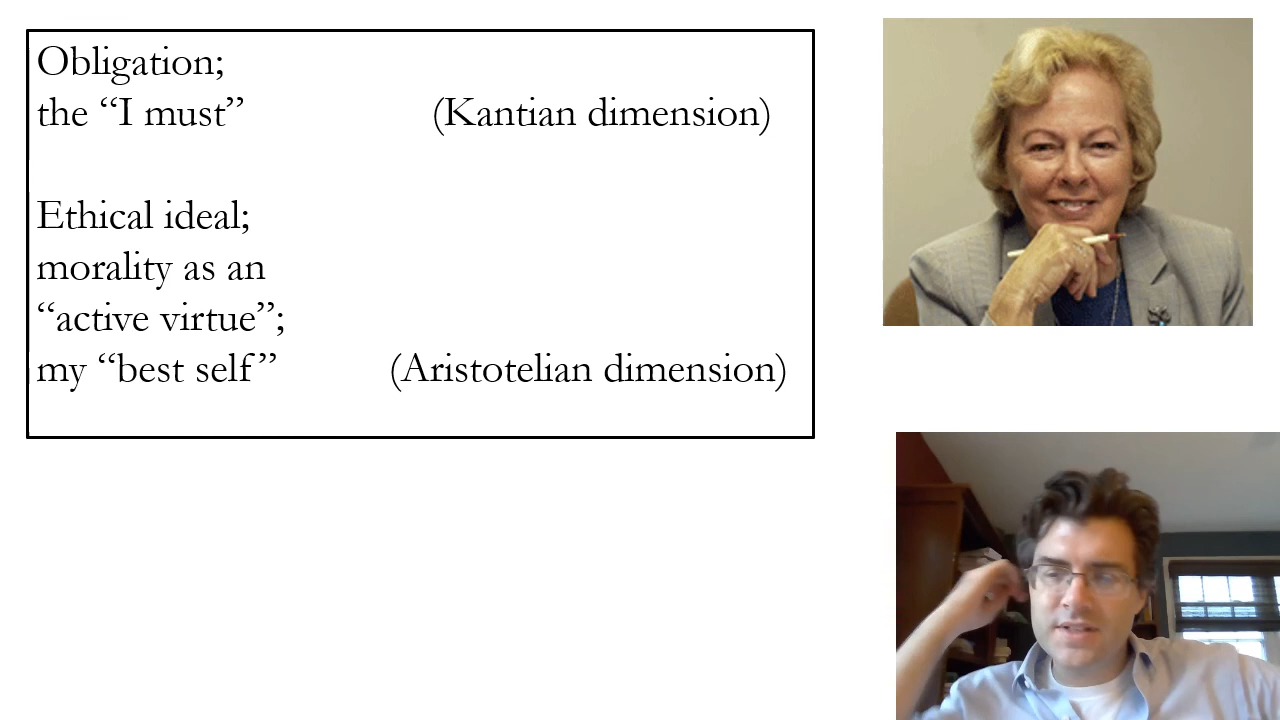 Obligation;
the “I must” (Kantian dimension)
Ethical ideal;
morality as an
“active virtue”;
my “best self” (Aristotelian dimension)